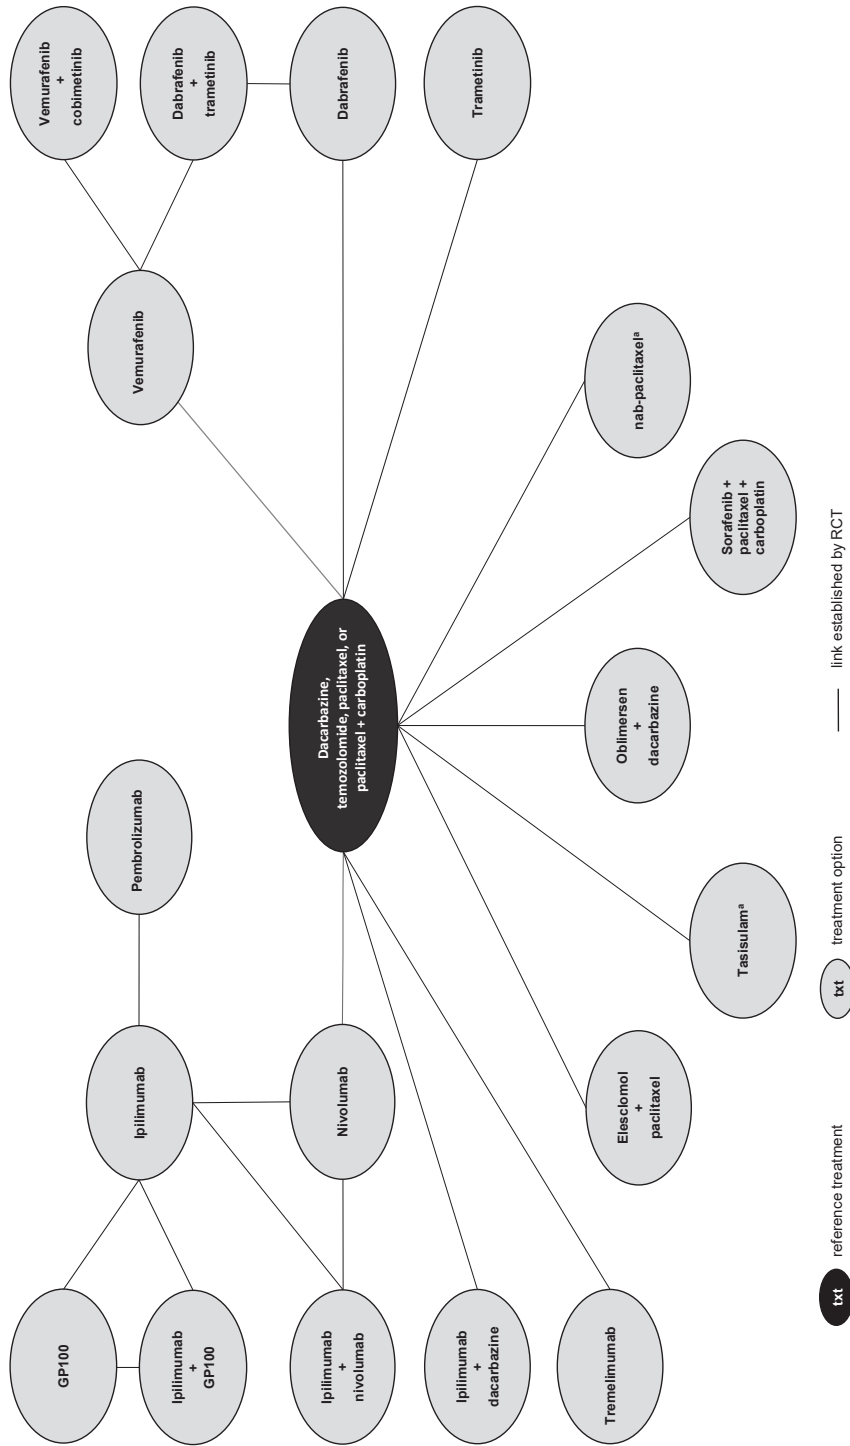 GP100
Vemurafenib
+
cobimetinib
Ipilimumab
Pembrolizumab
Vemurafenib
Ipilimumab
+
GP100
Dabrafenib
+
trametinib
Ipilimumab
+
nivolumab
Nivolumab
Dacarbazine,
temozolomide, paclitaxel, or
paclitaxel + carboplatin
Dabrafenib
Ipilimumab
+
dacarbazine
Trametinib
Tremelimumab
Elesclomol
+
paclitaxel
Oblimersen
+
dacarbazine
nab-paclitaxelᵃ
Tasisulamᵃ
Sorafenib +
paclitaxel +
carboplatin
txt reference treatment
txt treatment option
link established by RCT